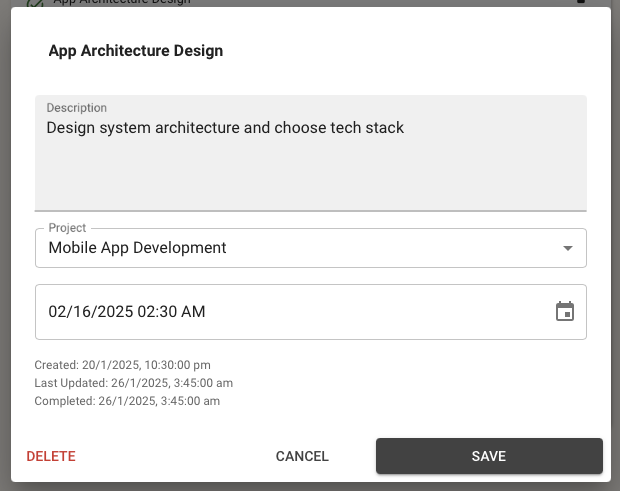 App Architecture Design
App Architecture Design
Description
Design system architecture and choose tech stack
Project
Mobile App Development
02/16/2025 02:30 AM
Created: 20/1/2025, 10:30:00 pm
Last Updated: 26/1/2025, 3:45:00 am
Completed: 26/1/2025, 3:45:00 am
DELETE
CANCEL
SAVE